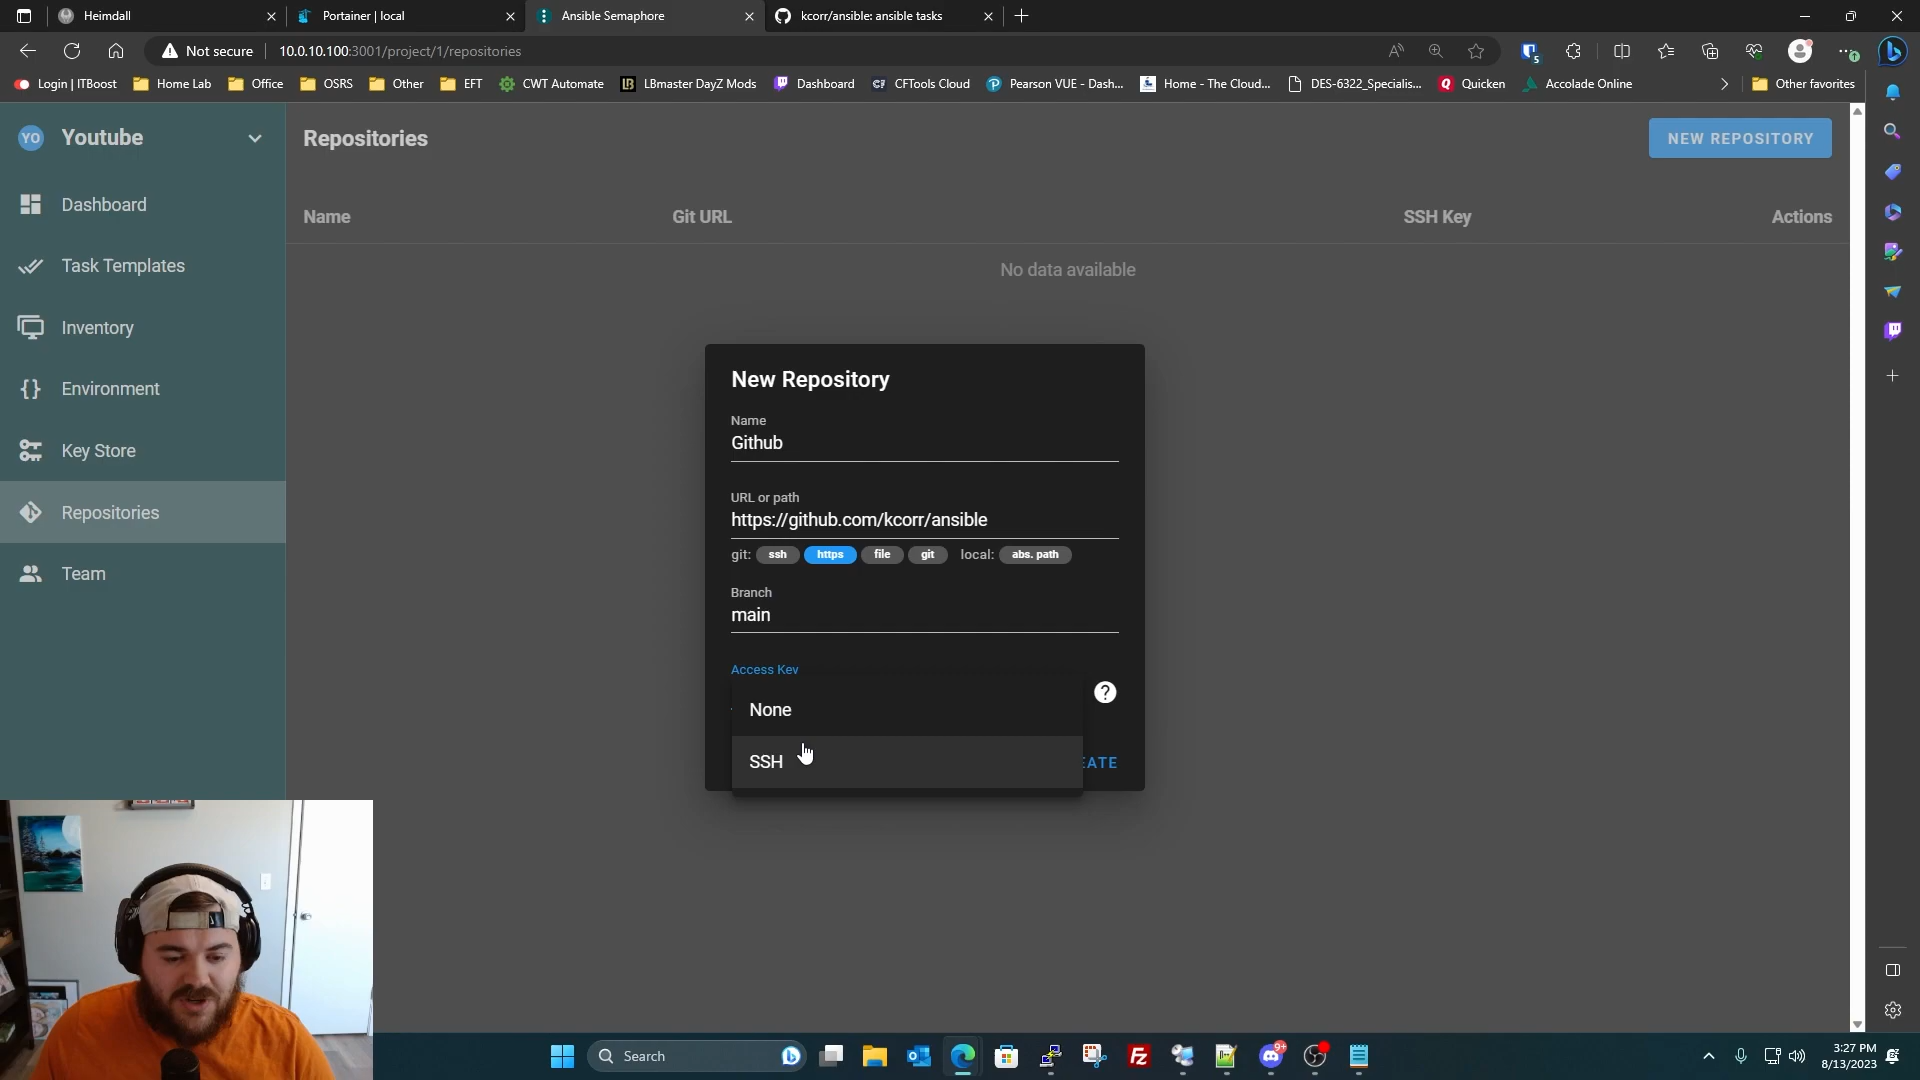 Heimdall
Portainer | local
Ansible Semaphore
kcorr/ansible: ansible tasks
Not secure
10.0.10.100:3001/project/1/repositories
Login | ITBoost
Home Lab
Office
OSRS
Other
EFT
CWT Automate
LBmaster DayZ Mods
Dashboard
CFTools Cloud
Pearson VUE - Dash...
Home - The Cloud...
DES-6322_Specialis...
Quicken
Accolade Online
Other favorites
YO
Youtube
Dashboard
Task Templates
Inventory
Environment
Key Store
Repositories
Team
Repositories
NEW REPOSITORY
Name
Git URL
SSH Key
Actions
No data available
New Repository
Name
Github
URL or path
https://github.com/kcorr/ansible
git: ssh https file git local: abs. path
Branch
main
Access Key
None
SSH
EATE
Search
9+
3:27 PM
8/13/2023